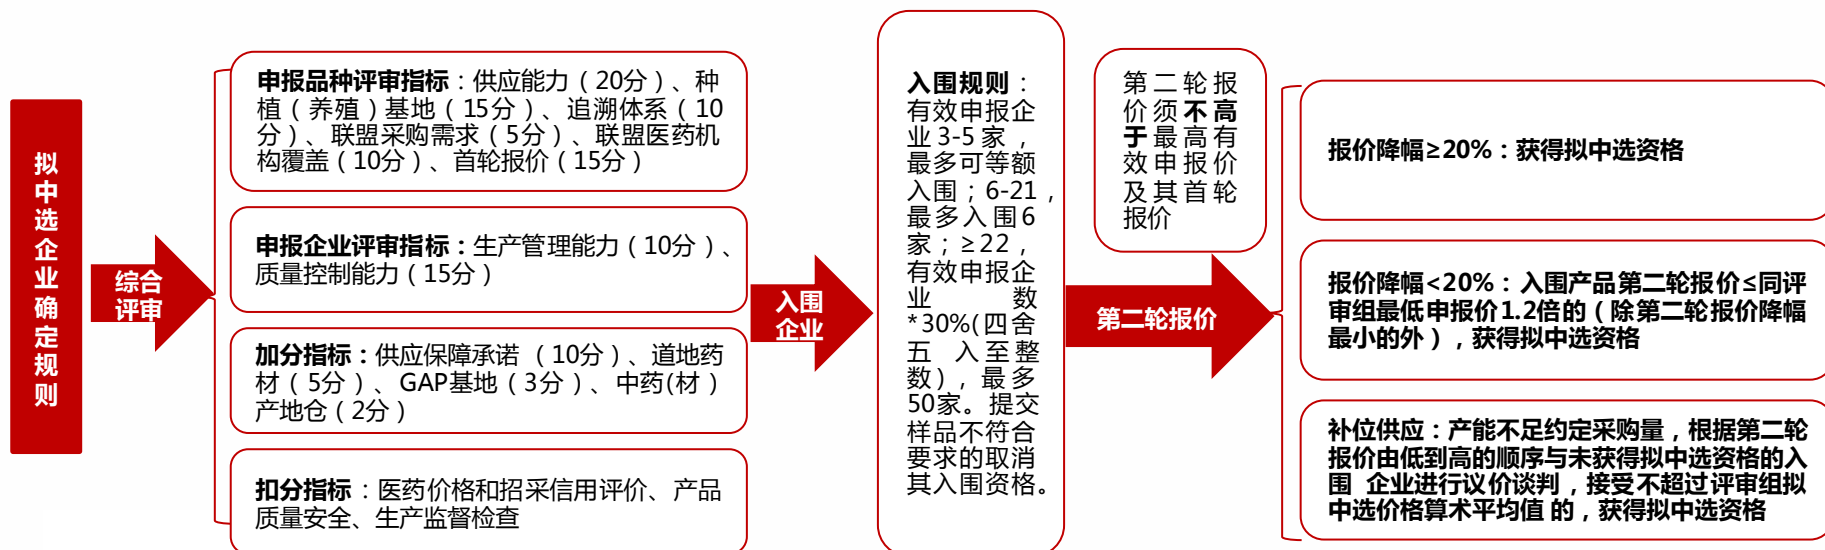 拟中选企业确定规则
综合
评审
申报品种评审指标：供应能力（20分）、种
植（养殖）基地（15分）、追溯体系（10
分）、联盟采购需求（5分）、联盟医药机
构覆盖（10分）、首轮报价（15分）
申报企业评审指标：生产管理能力（10分）、
质量控制能力（15分）
加分指标：供应保障承诺 （10分）、道地药
材（5分）、GAP基地（3分）、中药(材）
产地仓（2分）
扣分指标：医药价格和招采信用评价、产品
质量安全、生产监督检查
入围
企业
入围规则：
有效申报企
业3-5家，
最多可等额
入围；6-21，
最多入围6
家；≥22，
有效申报企
业 数
*30%(四舍
五 入至整
数)，最多
50家。提交
样品不符合
要求的取消
其入围资格。
第二轮报
价须不高
于最高有
效申报价
及其首轮
报价
第二轮报价
报价降幅≥20%：获得拟中选资格
报价降幅<20%：入围产品第二轮报价≤同评
审组最低申报价1.2倍的（除第二轮报价降幅
最小的外），获得拟中选资格
补位供应：产能不足约定采购量，根据第二轮
报价由低到高的顺序与未获得拟中选资格的入
围 企业进行议价谈判，接受不超过评审组拟
中选价格算术平均值 的，获得拟中选资格